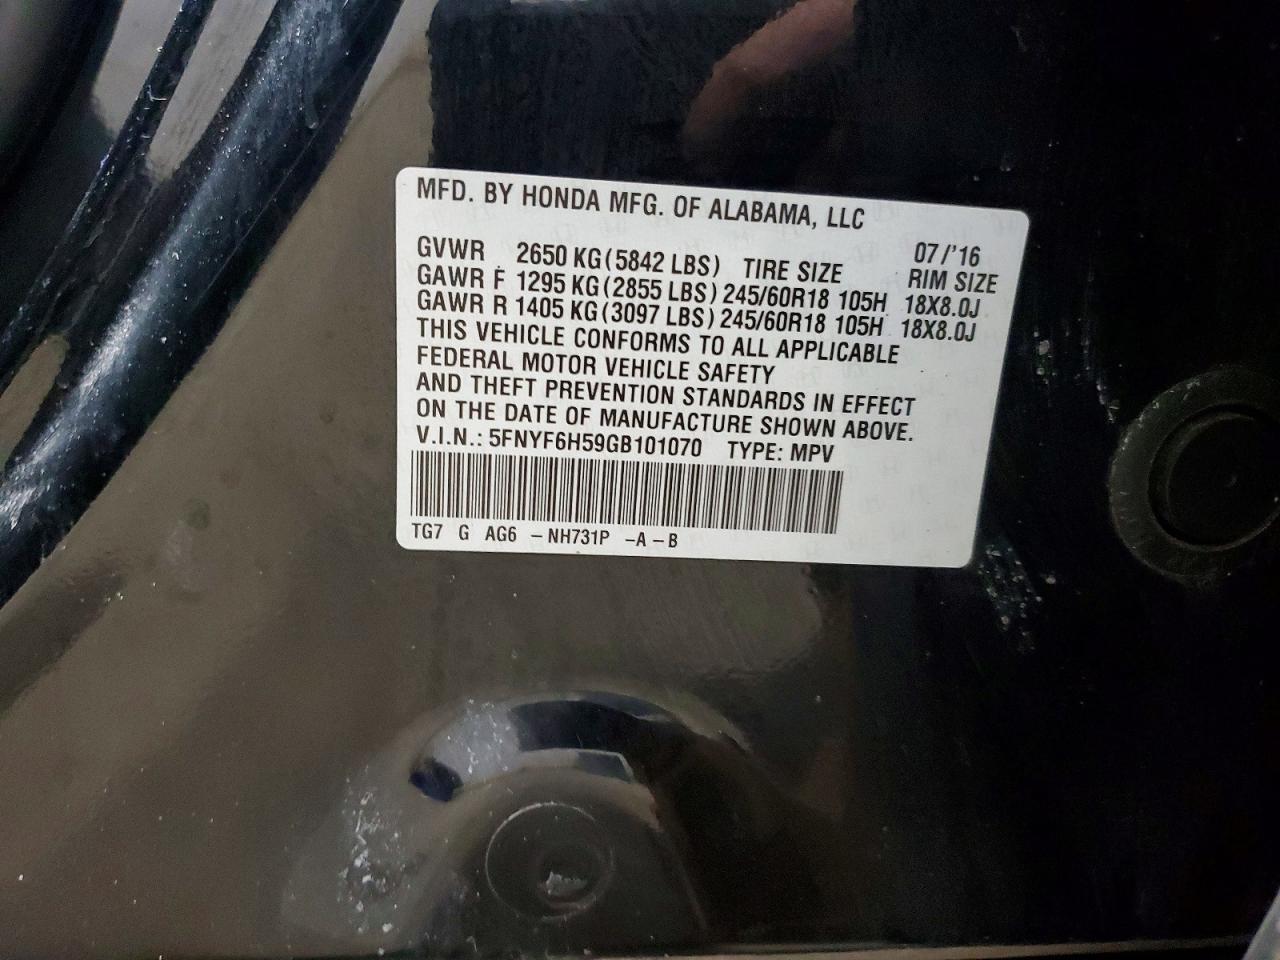 MFD. BY HONDA MFG. OF ALABAMA, LLC
07/'16
GVWR 2650 KG(5842 LBS) TIRE SIZE RIM SIZE
GAWR F 1295 KG(2855 LBS) 245/60R18 105H 18X8.0J
GAWR R 1405 KG(3097 LBS) 245/60R18 105H 18X8.0J
THIS VEHICLE CONFORMS TO ALL APPLICABLE
FEDERAL MOTOR VEHICLE SAFETY
AND THEFT PREVENTION STANDARDS IN EFFECT
ON THE DATE OF MANUFACTURE SHOWN ABOVE.
V.I.N.: 5FNYF6H59GB101070 TYPE: MPV
TG7 G AG6 -NH731P -A-B